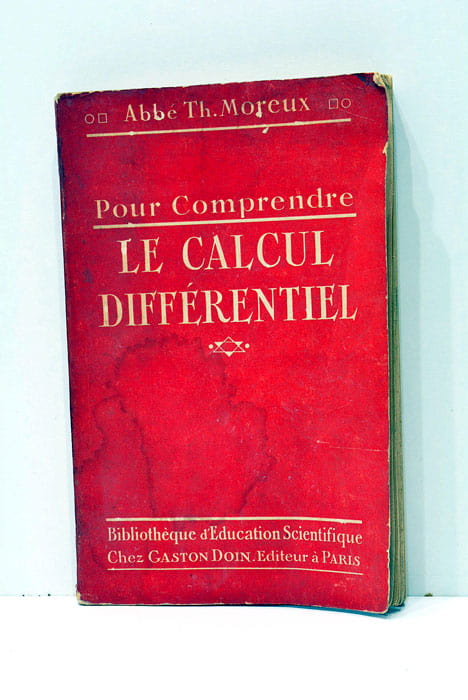 Abbé Th. Moreux
Pour Comprendre
LE CALCUL
DIFFÉRENTIEL
Bibliothèque d'Education Scientifique
Chez GASTON DOIN. Editeur à PARIS